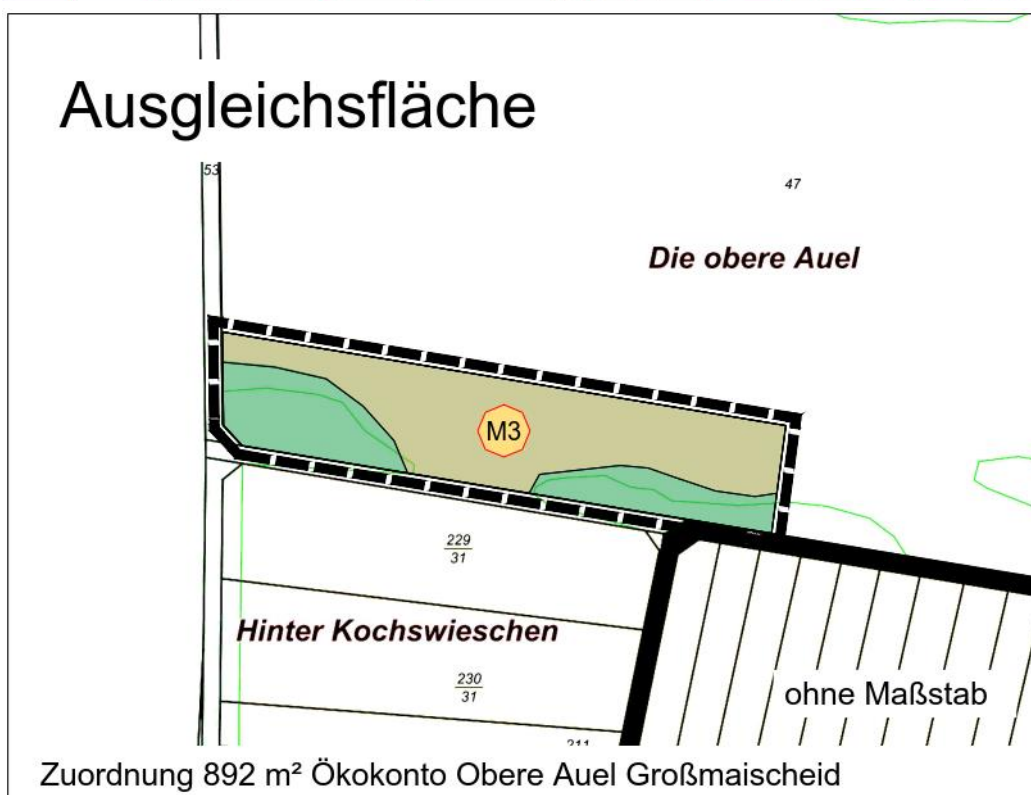 Ausgleichsfläche
53
47
Die obere Auel
M3
229
31
Hinter Kochswieschen
230
31
ohne Maßstab
Zuordnung 892 m² Ökokonto Obere Auel Großmaischeid